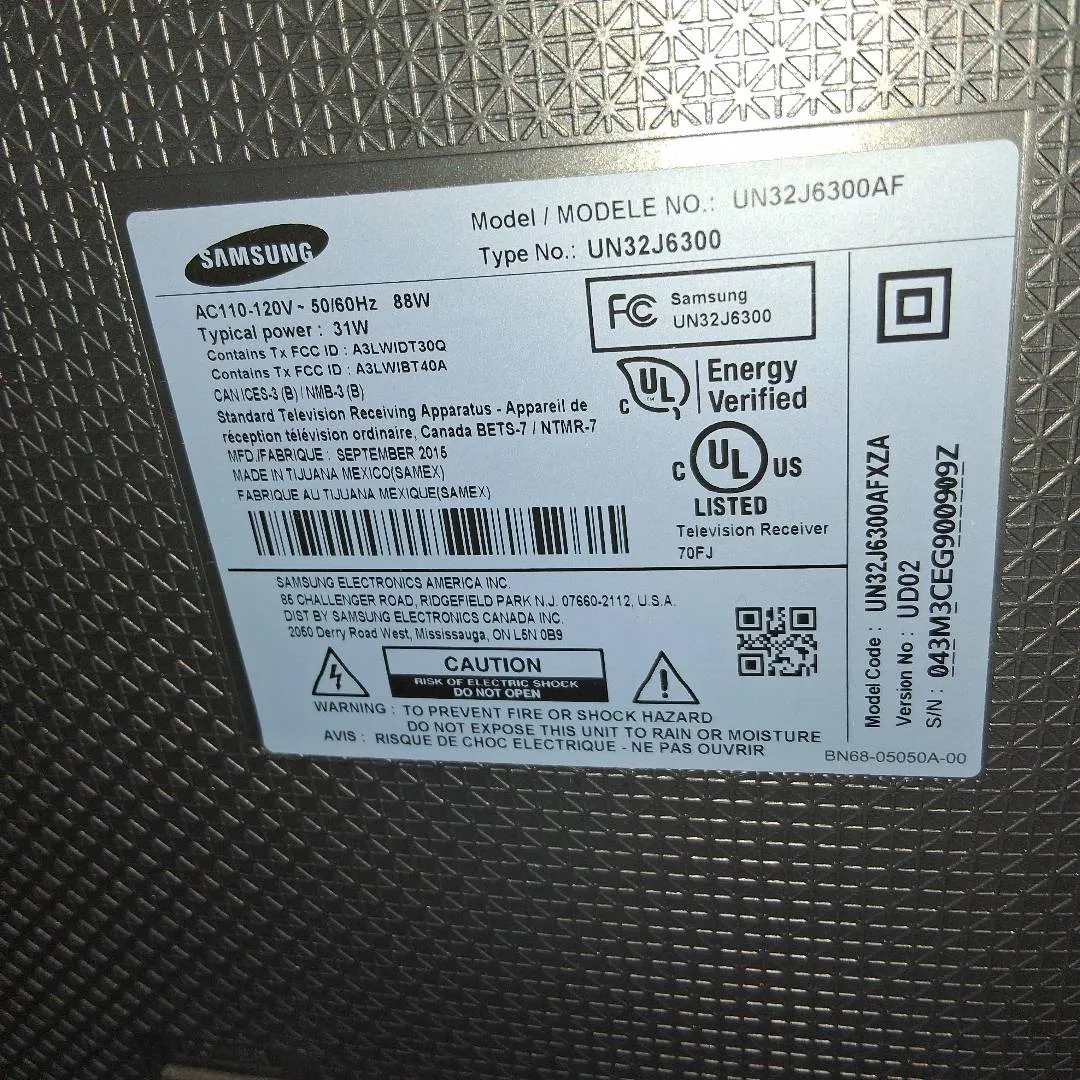 SAMSUNG
Model / MODELE NO.: UN32J6300AF
Type No.: UN32J6300
AC110-120V ~ 50/60Hz 88W
Typical power : 31W
Contains Tx FCC ID : A3LWIDT30Q
Contains Tx FCC ID : A3LWIBT40A
CAN ICES-3 (B) / NMB-3 (B)
Standard Television Receiving Apparatus - Appareil de
réception télévision ordinaire, Canada BETS-7 / NTMR-7
MFD./FABRIQUE : SEPTEMBER 2015
MADE IN TIJUANA MEXICO(SAMEX)
FABRIQUE AU TIJUANA MEXIQUE(SAMEX)
FC Samsung
UN32J6300
C UL ™ Energy
Verified
C UL US
LISTED
Television Receiver
70FJ
SAMSUNG ELECTRONICS AMERICA INC.
85 CHALLENGER ROAD, RIDGEFIELD PARK N.J. 07660-2112, U.S.A.
DIST BY SAMSUNG ELECTRONICS CANADA INC.
2050 Derry Road West, Mississauga, ON L5N 0B9
CAUTION
RISK OF ELECTRIC SHOCK
DO NOT OPEN
WARNING : TO PREVENT FIRE OR SHOCK HAZARD
DO NOT EXPOSE THIS UNIT TO RAIN OR MOISTURE
AVIS : RISQUE DE CHOC ELECTRIQUE - NE PAS OUVRIR
Model Code : UN32J6300AFXZA
Version No : UD02
S/N : 043M3CEG900909Z
BN68-05050A-00